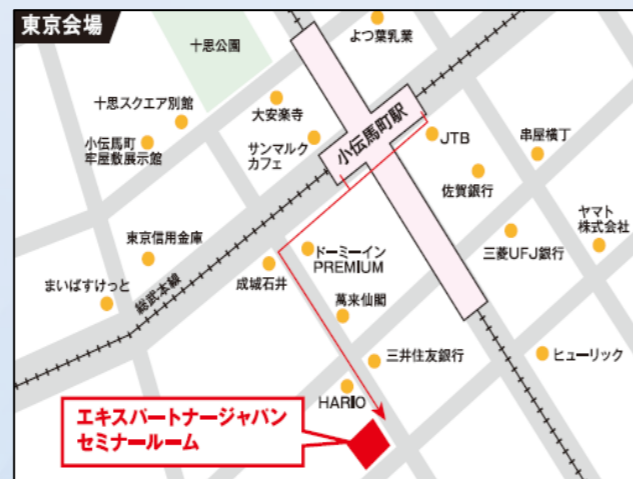 東京会場
よつ葉乳業
十思公園
十思スクエア別館
大安楽寺
小伝馬町
牢屋敷展示館
サンマルク
カフェ
小伝馬町駅
JTB
串屋横丁
佐賀銀行
ヤマト
株式会社
東京信用金庫
ドーミーイン
PREMIUM
三菱UFJ銀行
まいばすけっと
総武本線
成城石井
萬来仙閣
三井住友銀行
ヒューリック
HARIO
エキスパートナージャパン
セミナールーム